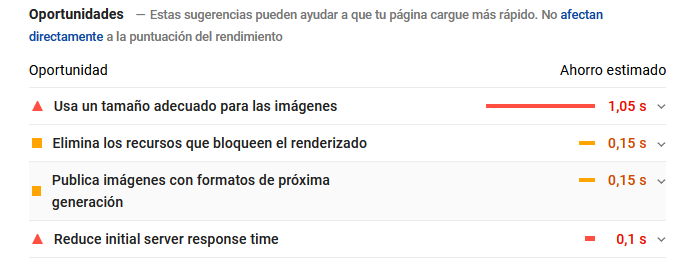 Oportunidades — Estas sugerencias pueden ayudar a que tu página cargue más rápido. No afectan
directamente a la puntuación del rendimiento
Oportunidad Ahorro estimado
Usa un tamaño adecuado para las imágenes 1,05 s
Elimina los recursos que bloqueen el renderizado 0,15 s
Publica imágenes con formatos de próxima
generación 0,15 s
Reduce initial server response time 0,1 s